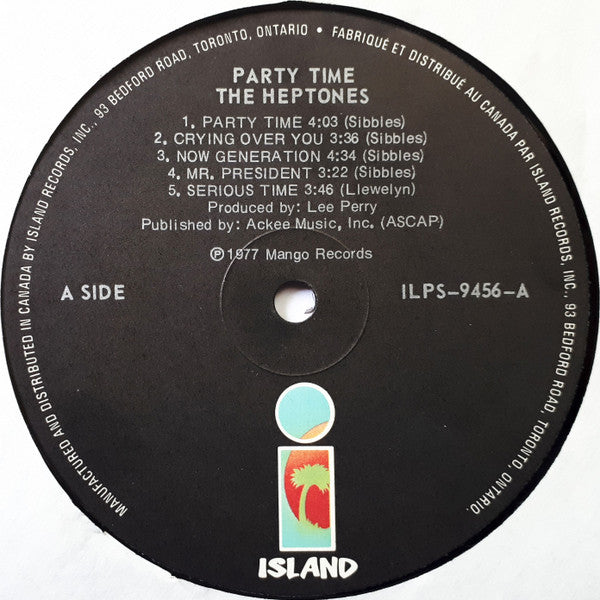 MANUFACTURED AND DISTRIBUTED IN CANADA BY ISLAND RECORDS, INC., 93 BEDFORD ROAD, TORONTO, ONTARIO • FABRIQUÉ ET DISTRIBUÉ AU CANADA PAR ISLAND RECORDS, INC., 93 BEDFORD ROAD, TORONTO, ONTARIO.
PARTY TIME
THE HEPTONES
1. PARTY TIME 4:03 (Sibbles)
2. CRYING OVER YOU 3:36 (Sibbles)
3. NOW GENERATION 4:34 (Sibbles)
4. MR. PRESIDENT 3:22 (Sibbles)
5. SERIOUS TIME 3:46 (Llewelyn)
Produced by: Lee Perry
Published by: Ackee Music, Inc. (ASCAP)
℗1977 Mango Records
A SIDE
ILPS-9456-A
ISLAND